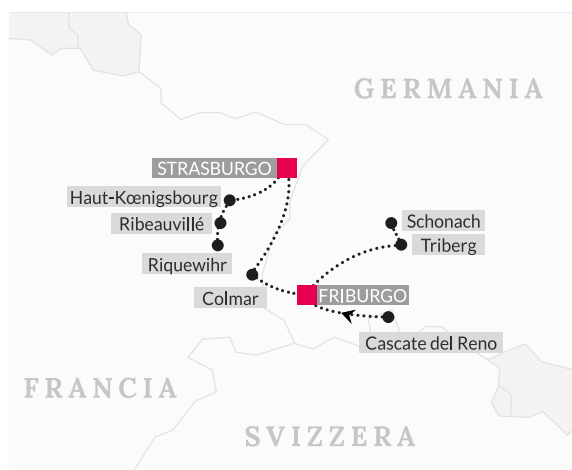 GERMANIA
STRASBURGO
Haut-Kœnigsbourg
Ribeauvillé
Schonach
Triberg
Riquewihr
Colmar
FRIBURGO
Cascate del Reno
FRANCIA
SVIZZERA